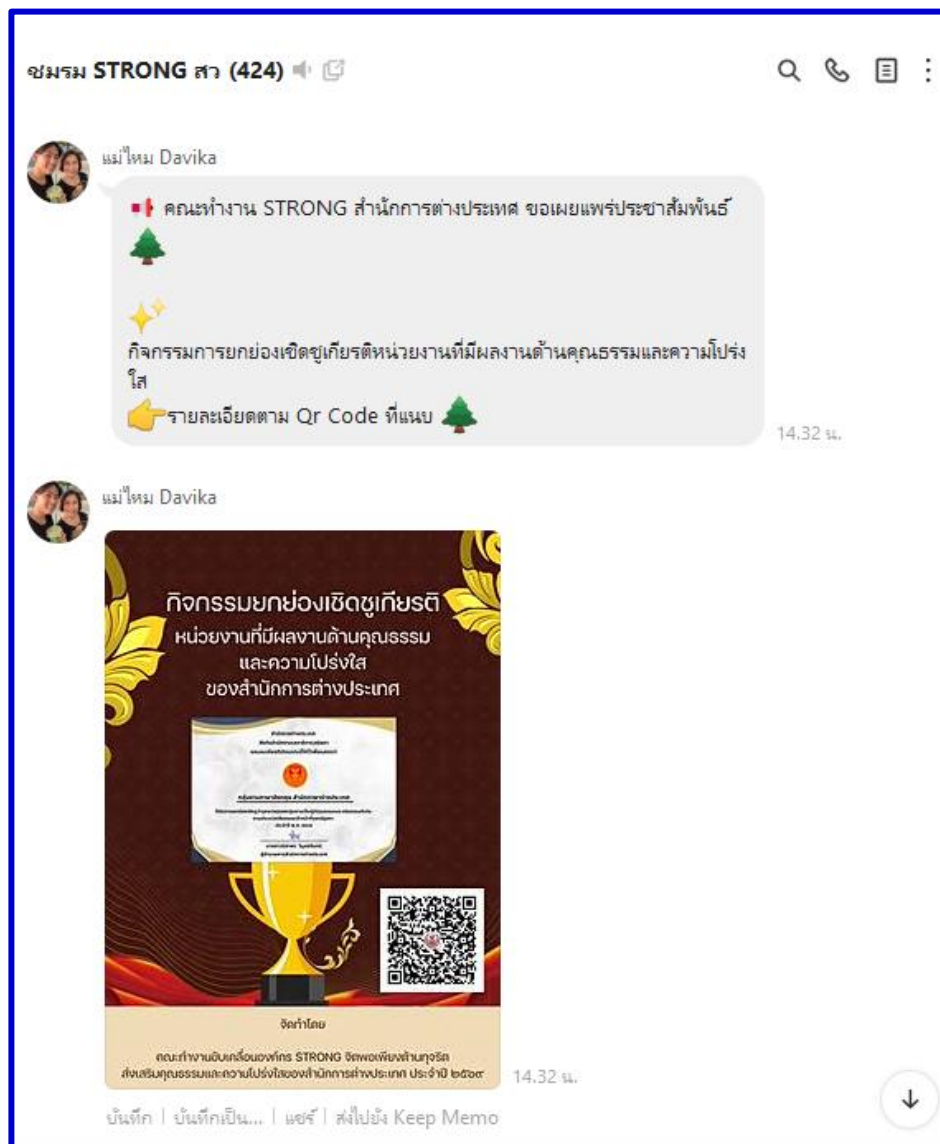 ชมรม STRONG สว (424)
แม่ไหม Davika
คณะทำงาน STRONG สำนักการต่างประเทศ ขอเผยแพร่ประชาสัมพันธ์
กิจกรรมการยกย่องเชิดชูเกียรติหน่วยงานที่มีผลงานด้านคุณธรรมและความโปร่ง
ใส
รายละเอียดตาม Qr Code ที่แนบ
14.32 น.
แม่ไหม Davika
กิจกรรมยกย่องเชิดชูเกียรติ
หน่วยงานที่มีผลงานด้านคุณธรรม
และความโปร่งใส
ของสำนักการต่างประเทศ
จัดทำโดย
คณะทำงานขับเคลื่อนองค์กร STRONG จิตพอเพียงต้านทุจริต
ส่งเสริมคุณธรรมและความโปร่งใสของสำนักการต่างประเทศ ประจำปี ๒๕๖๙
14.32 น.
บันทึก | บันทึกเป็น... | แชร์ | ส่งไปยัง Keep Memo